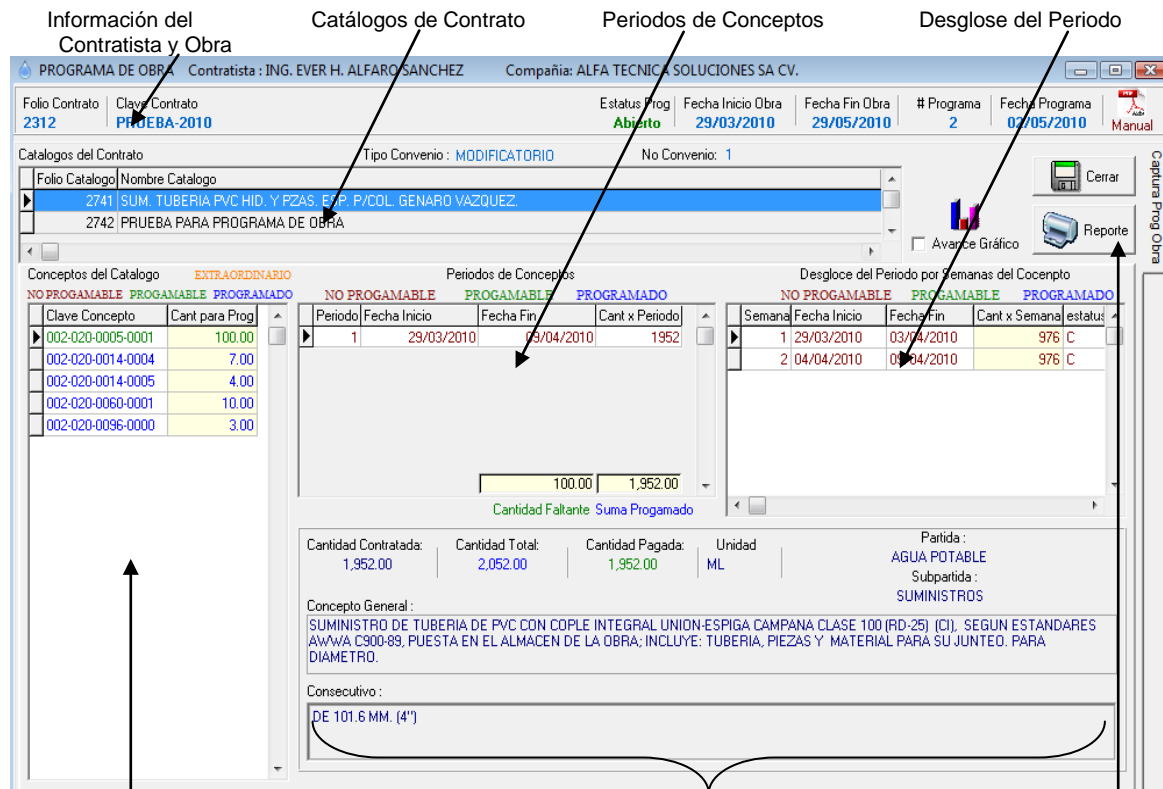 Información del Contratista y Obra
Catálogos de Contrato
Periodos de Conceptos
Desglose del Periodo
PROGRAMA DE OBRA Contratista : ING. EVER H. ALFARO SANCHEZ Compañia: ALFA TECNICA SOLUCIONES SA CV.
Folio Contrato Clave Contrato Estatus Prog Fecha Inicio Obra Fecha Fin Obra # Programa Fecha Programa
2312 PRUEBA-2010 Abierto 29/03/2010 29/05/2010 2 02/05/2010 Manual
Catalogos del Contrato Tipo Convenio : MODIFICATORIO No Convenio: 1
Folio Catalogo Nombre Catalogo
2741 SUM. TUBERIA PVC HID. Y PZAS. ESP. P/COL. GENARO VAZQUEZ.
2742 PRUEBA PARA PROGRAMA DE OBRA
Avance Gráfico
Cerrar
Reporte
Captura Prog Obra
Conceptos del Catalogo EXTRAORDINARIO
NO PROGAMABLE PROGAMABLE PROGRAMADO
Clave Concepto Cant para Prog
002-020-0005-0001 100.00
002-020-0014-0004 7.00
002-020-0014-0005 4.00
002-020-0060-0001 10.00
002-020-0096-0000 3.00
Periodos de Conceptos
NO PROGAMABLE PROGAMABLE PROGRAMADO
Periodo Fecha Inicio Fecha Fin Cant x Periodo
1 29/03/2010 09/04/2010 1952
100.00 1,952.00
Cantidad Faltante Suma Progamado
Desgloce del Periodo por Semanas del Cocenpto
NO PROGAMABLE PROGAMABLE PROGRAMADO
Semana Fecha Inicio Fecha Fin Cant x Semana estatus
1 29/03/2010 03/04/2010 976 C
2 04/04/2010 09/04/2010 976 C
Cantidad Contratada: Cantidad Total: Cantidad Pagada: Unidad
1,952.00 2,052.00 1,952.00 ML
Partida :
AGUA POTABLE
Subpartida :
SUMINISTROS
Concepto General :
SUMINISTRO DE TUBERIA DE PVC CON COPLE INTEGRAL UNION-ESPIGA CAMPANA CLASE 100 (RD-25) (CI), SEGUN ESTANDARES
AWWA C900-89, PUESTA EN EL ALMACEN DE LA OBRA; INCLUYE: TUBERIA, PIEZAS Y MATERIAL PARA SU JUNTEO. PARA
DIAMETRO.
Consecutivo :
DE 101.6 MM. (4")